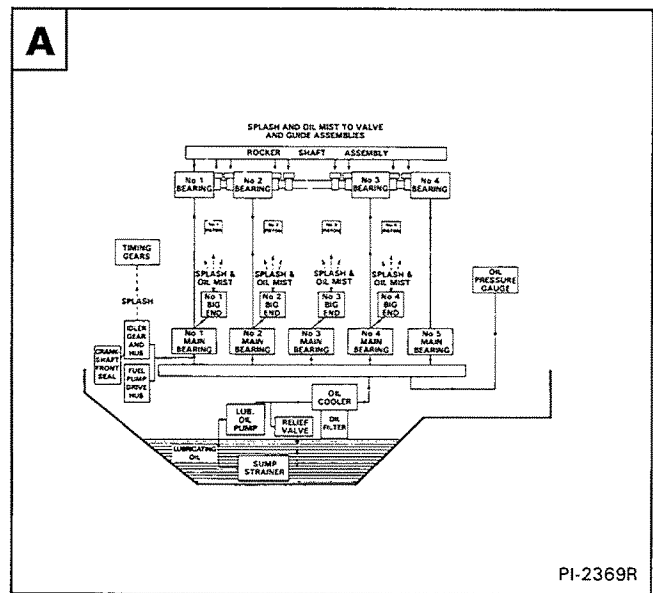 A
SPLASH AND OIL MIST TO VALVE
AND GUIDE ASSEMBLIES
ROCKER SHAFT ASSEMBLY
No 1
BEARING
No 2
BEARING
No 3
BEARING
No 4
BEARING
TIMING
GEARS
SPLASH
SPLASH &
OIL MIST
SPLASH &
OIL MIST
SPLASH &
OIL MIST
SPLASH &
OIL MIST
OIL
PRESSURE
GAUGE
No 1
BIG
END
No 2
BIG
END
No 3
BIG
END
No 4
BIG
END
IDLER
GEAR
AND
HUB
No 1
MAIN
BEARING
No 2
MAIN
BEARING
No 3
MAIN
BEARING
No 4
MAIN
BEARING
No 5
MAIN
BEARING
CRANK
SHAFT
FRONT
SEAL
FUEL
PUMP
DRIVE
HUB
OIL
COOLER
LUB.
OIL
PUMP
RELIEF
VALVE
OIL
FILTER
LUBRICATING
OIL
SUMP
STRAINER
PI-2369R